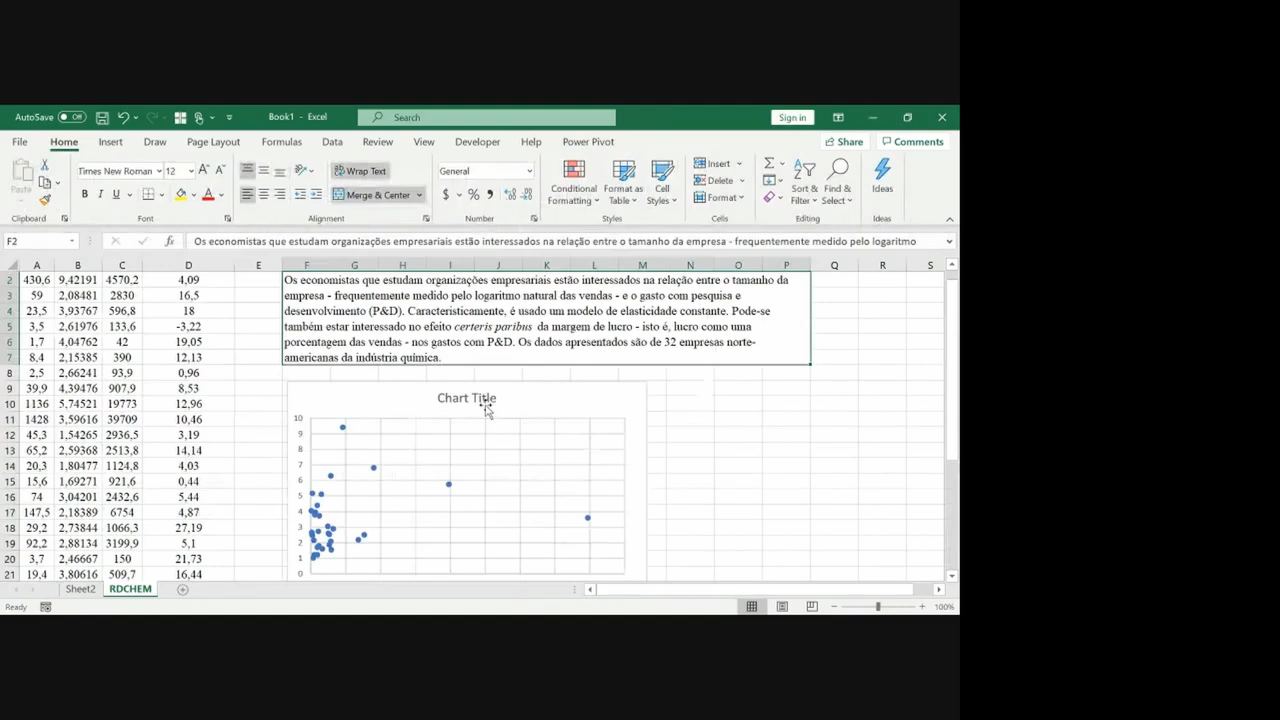 AutoSave Off Book1 - Excel Search Sign in
File Home Insert Draw Page Layout Formulas Data Review View Developer Help Power Pivot Share Comments
Paste Times New Roman 12 A A Wrap Text General Conditional Formatting Format as Table Cell Styles Insert Sort & Filter Find & Select Ideas
B I U A Merge & Center $ % Delete
Format
Clipboard Font Alignment Number Styles Cells Editing Ideas
F2 fx Os economistas que estudam organizações empresariais estão interessados na relação entre o tamanho da empresa - frequentemente medido pelo logaritmo
A B C D E F G H I J K L M N O P Q R S
2 430,6 9,42191 4570,2 4,09
3 59 2,08481 2830 16,5
4 23,5 3,93767 596,8 18
5 3,5 2,61976 133,6 -3,22
6 1,7 4,04762 42 19,05
7 8,4 2,15385 390 12,13
8 2,5 2,66241 93,9 0,96
9 39,9 4,39476 907,9 8,53
10 1136 5,74521 19773 12,96
11 1428 3,59616 39709 10,46
12 45,3 1,54265 2936,5 3,19
13 65,2 2,59368 2513,8 14,14
14 20,3 1,80477 1124,8 4,03
15 15,6 1,69271 921,6 0,44
16 74 3,04201 2432,6 5,44
17 147,5 2,18389 6754 4,87
18 29,2 2,73844 1066,3 27,19
19 92,2 2,88134 3199,9 5,1
20 3,7 2,46667 150 21,73
21 19,4 3,80616 509,7 16,44
Os economistas que estudam organizações empresariais estão interessados na relação entre o tamanho da
empresa - frequentemente medido pelo logaritmo natural das vendas - e o gasto com pesquisa e
desenvolvimento (P&D). Caracteristicamente, é usado um modelo de elasticidade constante. Pode-se
também estar interessado no efeito certeris paribus da margem de lucro - isto é, lucro como uma
porcentagem das vendas - nos gastos com P&D. Os dados apresentados são de 32 empresas norte-
americanas da indústria química.
Chart Title
10
9
8
7
6
5
4
3
2
1
0
Sheet2 RDCHEM
Ready 100%